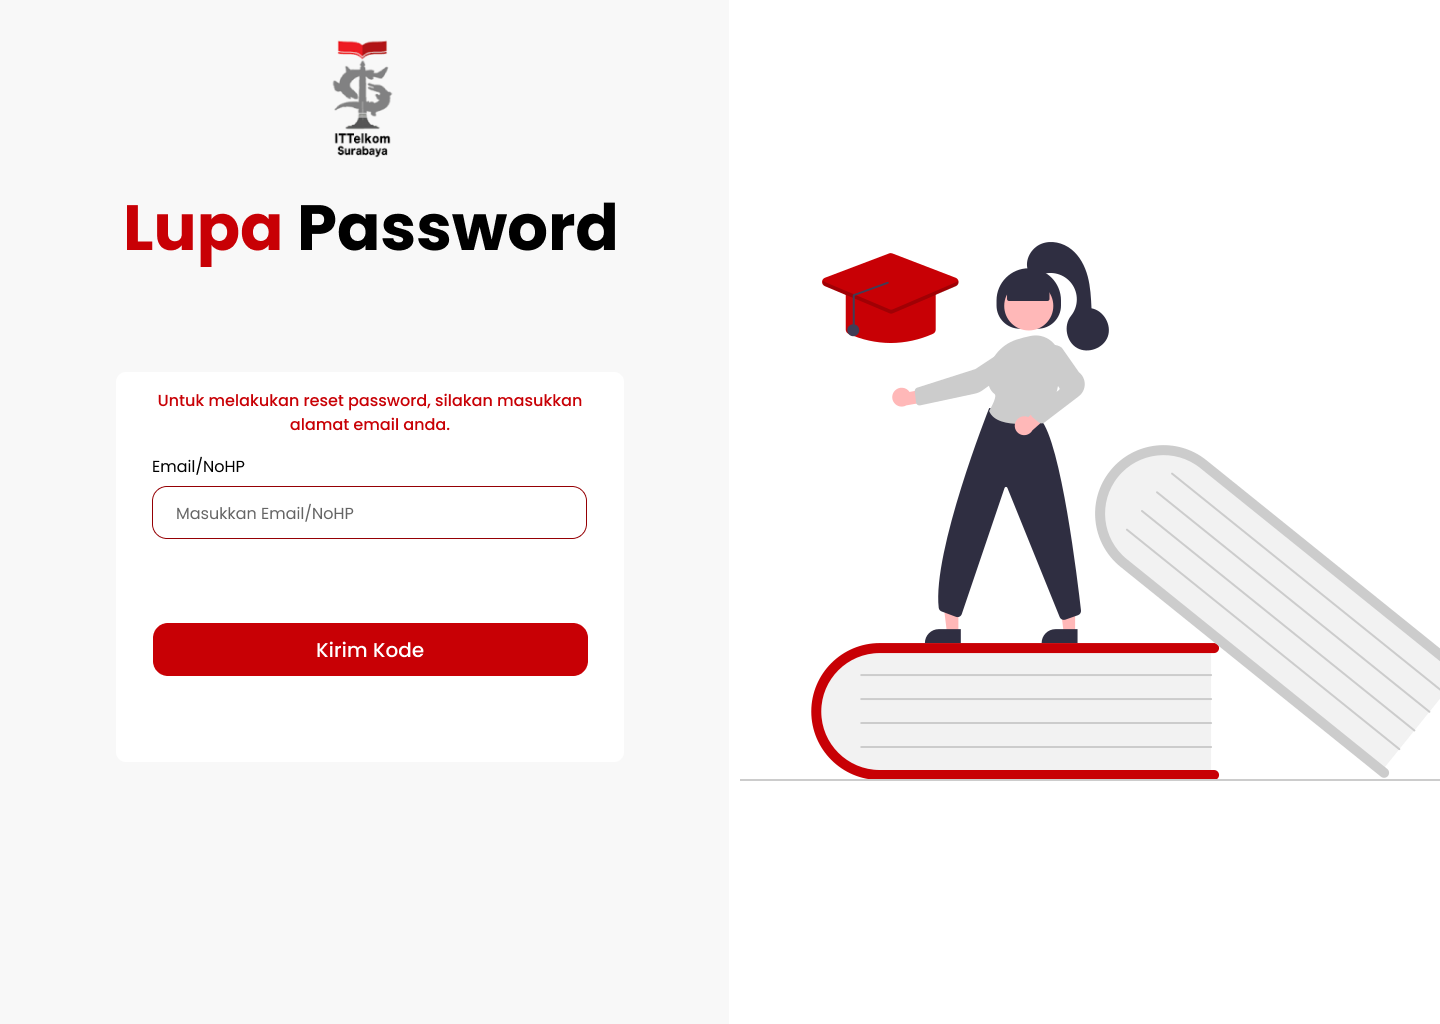 ITTelkom
Surabaya
Lupa Password
Untuk melakukan reset password, silakan masukkan
alamat email anda.
Email/NoHP
Masukkan Email/NoHP
Kirim Kode